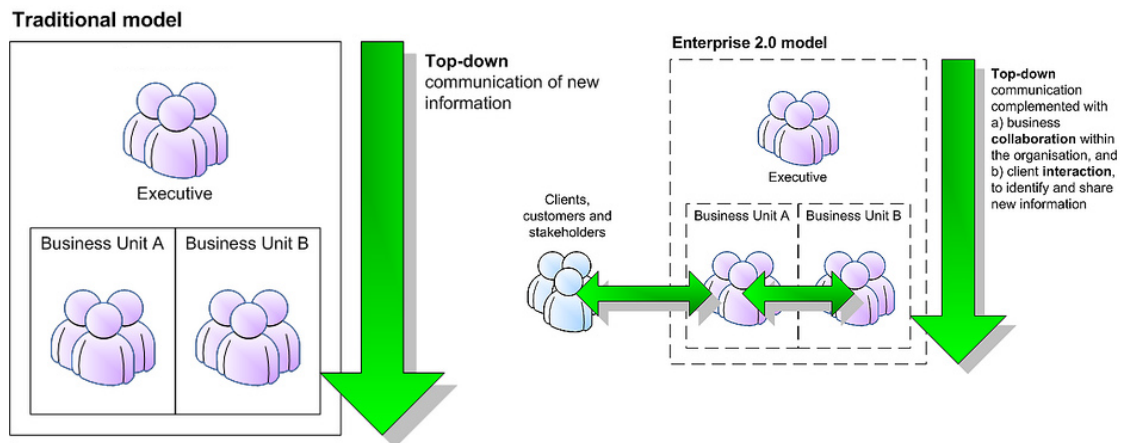 Traditional model
Top-down
communication of new
information
Executive
Business Unit A
Business Unit B
Enterprise 2.0 model
Top-down
communication
complemented with
a) business
collaboration within
the organisation, and
b) client interaction,
to identify and share
new information
Executive
Clients,
customers and
stakeholders
Business Unit A
Business Unit B